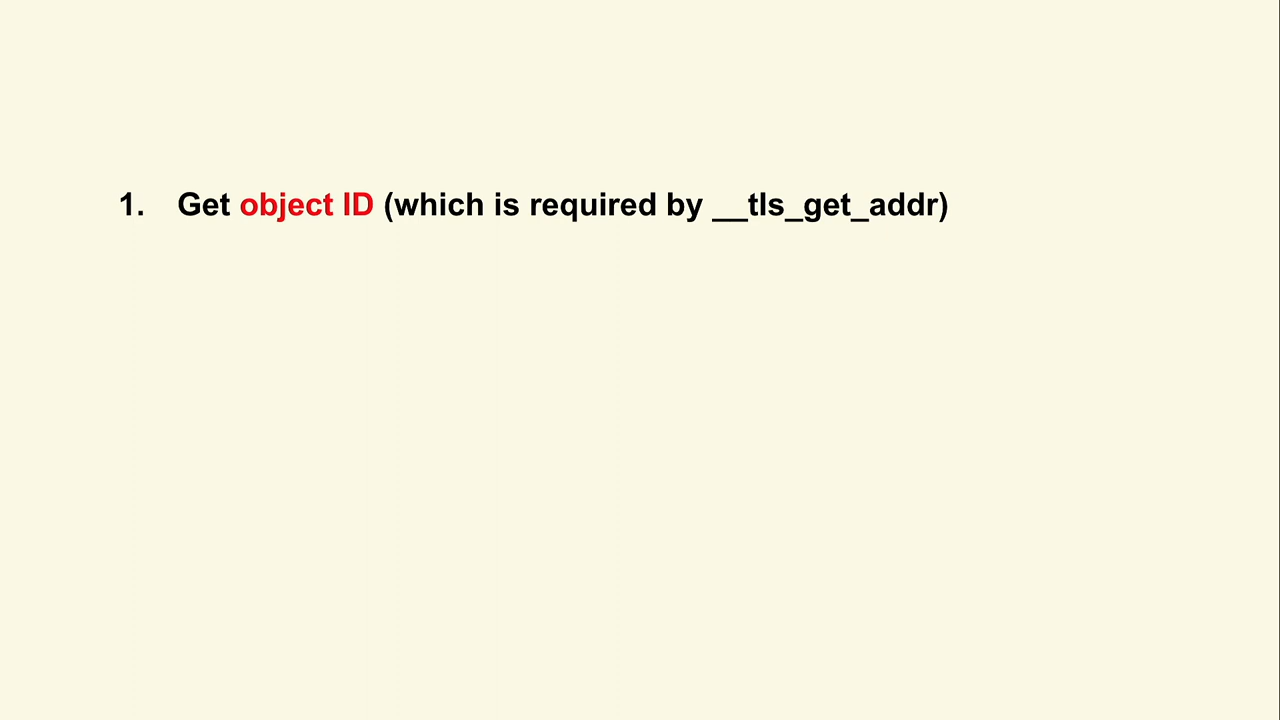 1. Get object ID (which is required by __tls_get_addr)